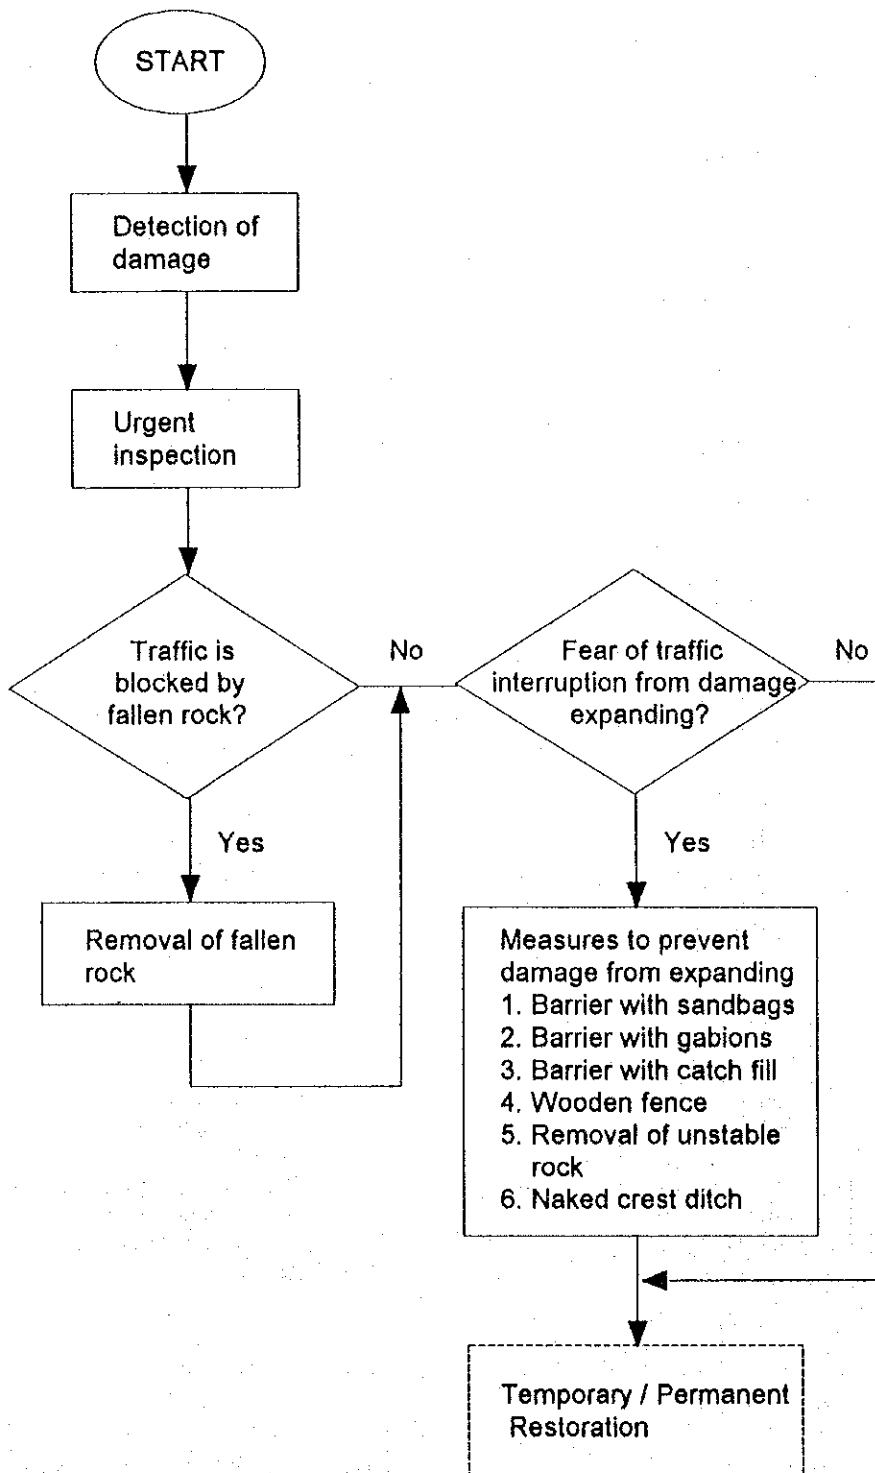 START
Detection of
damage
Urgent
inspection
Traffic is
blocked by
fallen rock?
No
Yes
Removal of fallen
rock
Fear of traffic
interruption from damage
expanding?
No
Yes
Measures to prevent
damage from expanding
1. Barrier with sandbags
2. Barrier with gabions
3. Barrier with catch fill
4. Wooden fence
5. Removal of unstable
rock
6. Naked crest ditch
Temporary / Permanent
Restoration